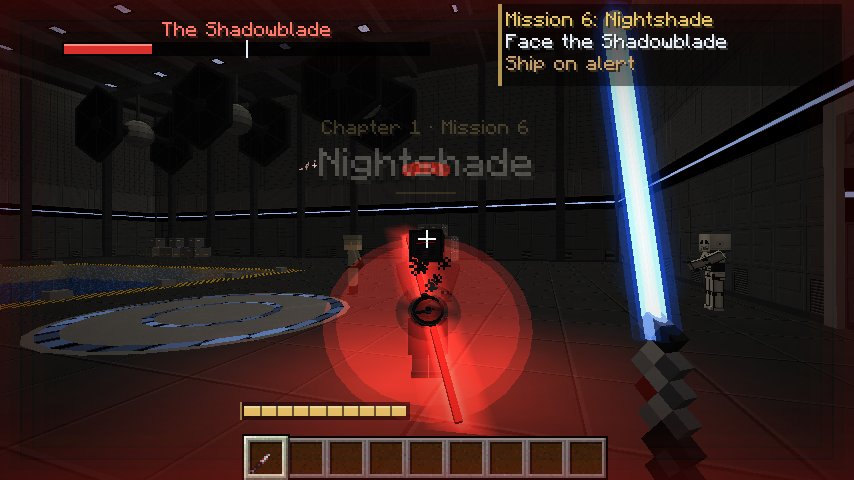 The Shadowblade
Mission 6: Nightshade
Face the Shadowblade
Ship on alert
Chapter 1 · Mission 6
Nightshade